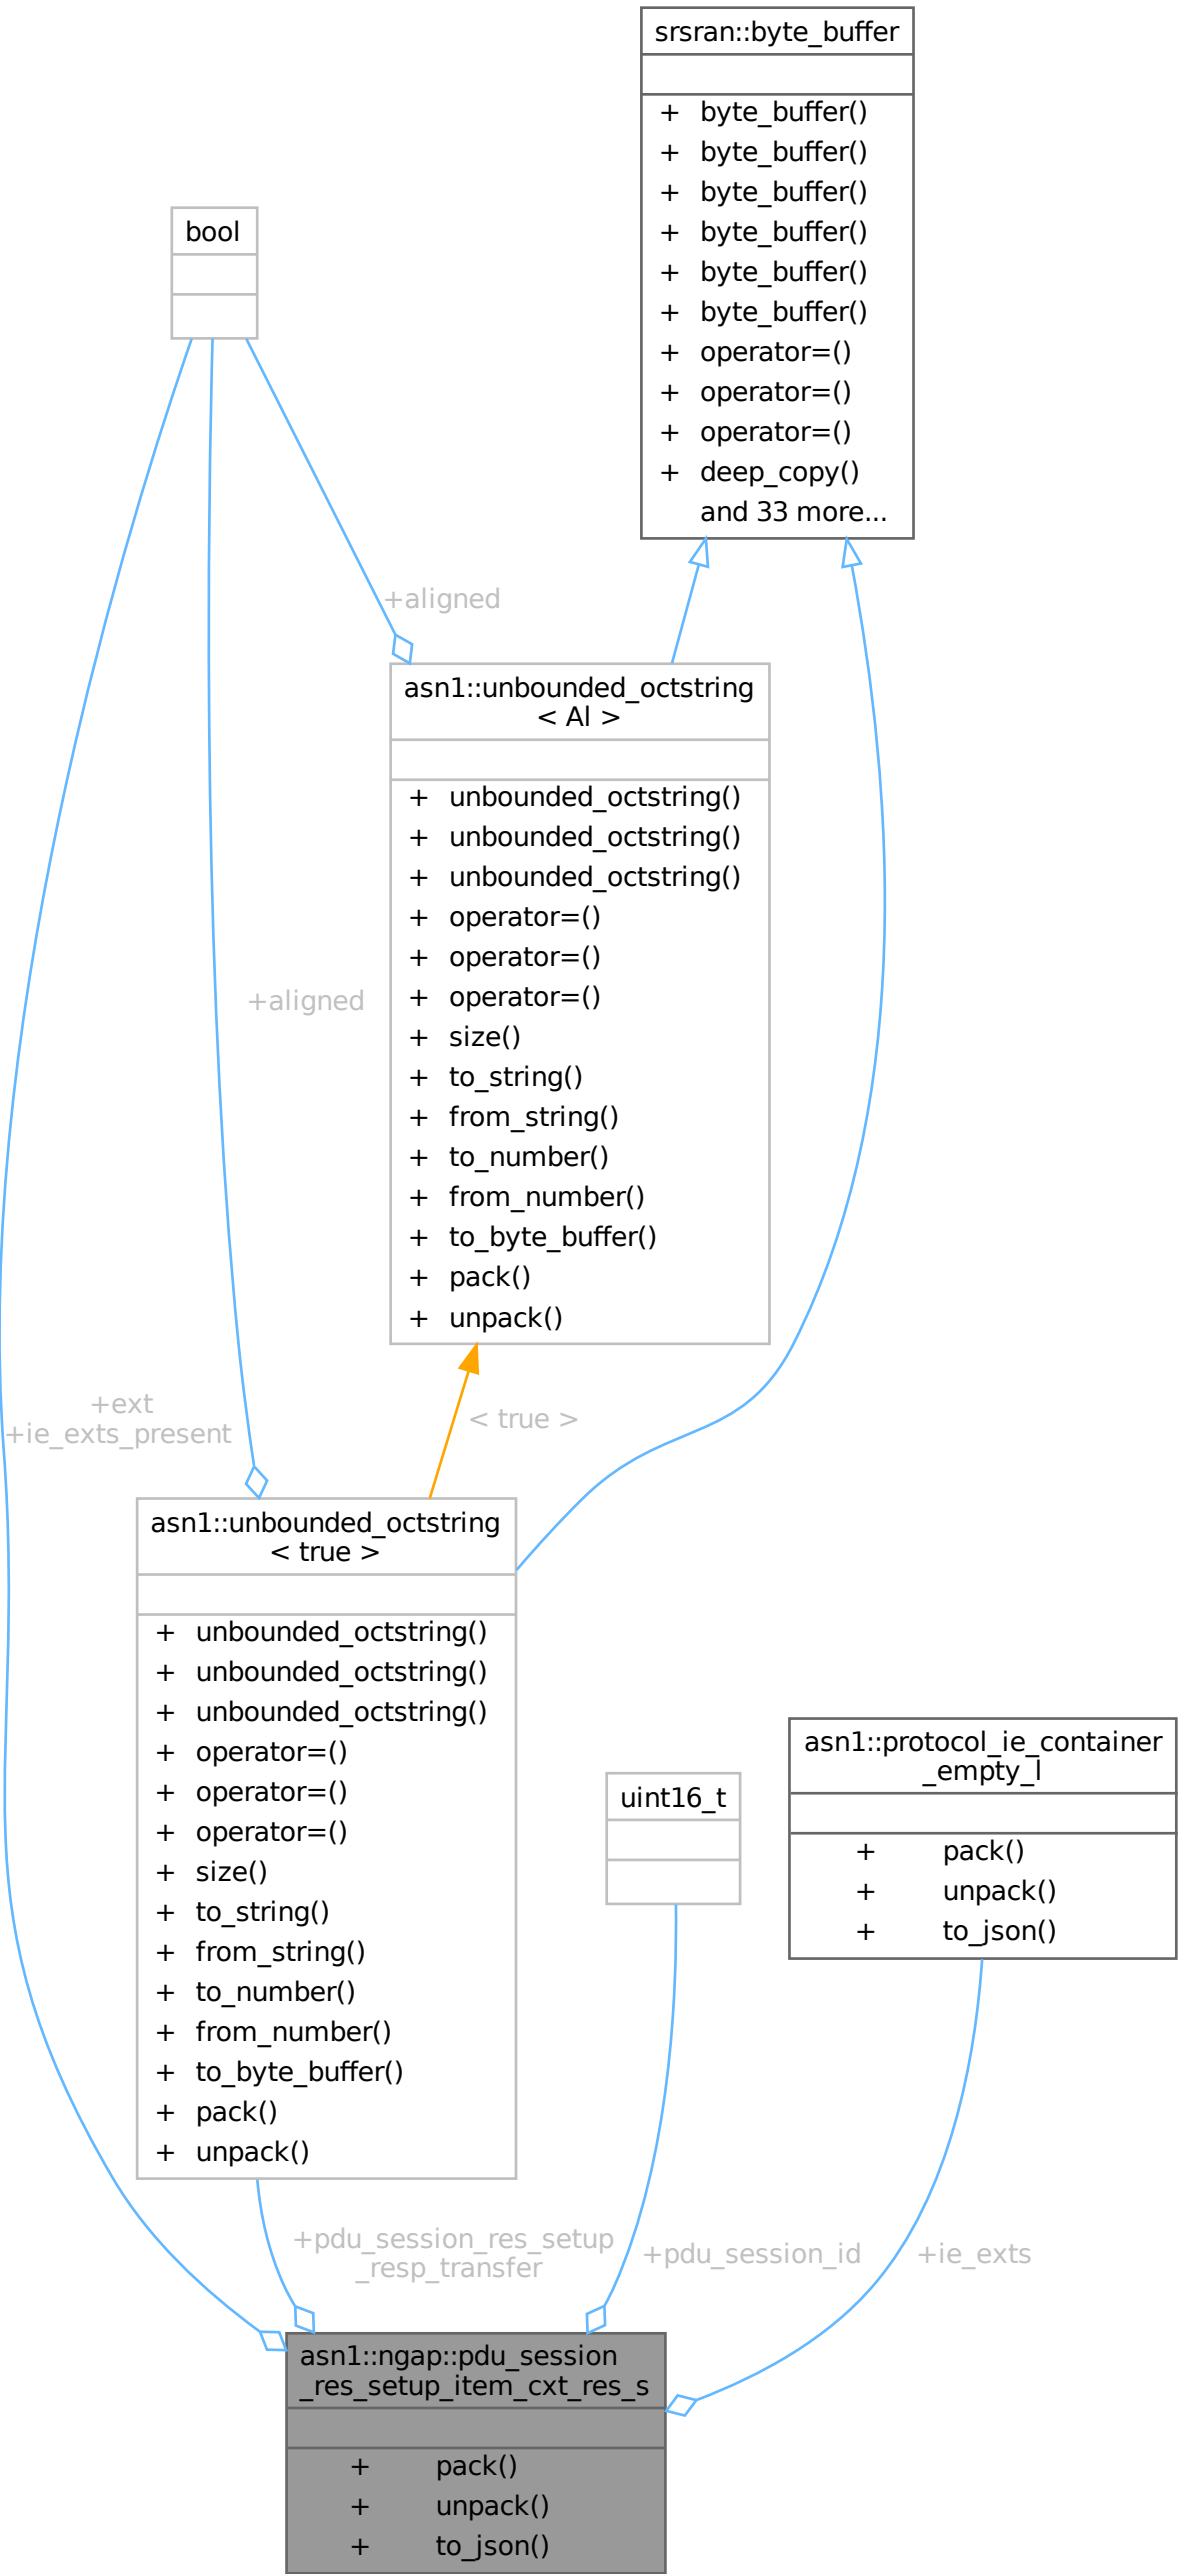 srsran::byte_buffer
+ byte_buffer()
+ byte_buffer()
+ byte_buffer()
+ byte_buffer()
+ byte_buffer()
+ byte_buffer()
+ operator=()
+ operator=()
+ operator=()
+ deep_copy()
and 33 more...
bool
+aligned
asn1::unbounded_octstring
< Al >
+ unbounded_octstring()
+ unbounded_octstring()
+ unbounded_octstring()
+ operator=()
+ operator=()
+ operator=()
+ size()
+ to_string()
+ from_string()
+ to_number()
+ from_number()
+ to_byte_buffer()
+ pack()
+ unpack()
+aligned
+ext
+ie_exts_present
< true >
asn1::unbounded_octstring
< true >
+ unbounded_octstring()
+ unbounded_octstring()
+ unbounded_octstring()
+ operator=()
+ operator=()
+ operator=()
+ size()
+ to_string()
+ from_string()
+ to_number()
+ from_number()
+ to_byte_buffer()
+ pack()
+ unpack()
uint16_t
asn1::protocol_ie_container
_empty_l
+ pack()
+ unpack()
+ to_json()
+pdu_session_res_setup
_resp_transfer
+pdu_session_id
+ie_exts
asn1::ngap::pdu_session
_res_setup_item_cxt_res_s
+ pack()
+ unpack()
+ to_json()